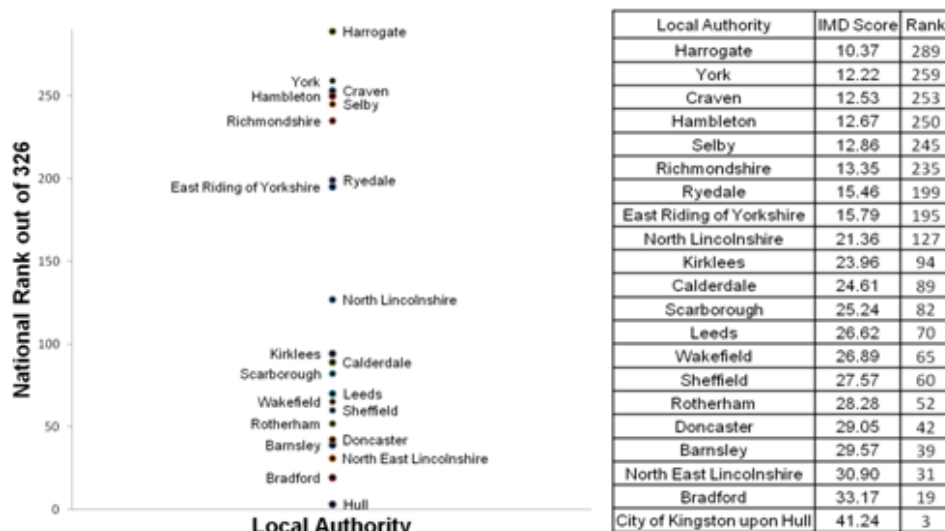 Harrogate
York
Craven
Hambleton
Selby
Richmondshire
Ryedale
East Riding of Yorkshire
North Lincolnshire
Kirklees
Calderdale
Scarborough
Leeds
Wakefield
Sheffield
Rotherham
Doncaster
Barnsley
North East Lincolnshire
Bradford
Hull
250
200
150
100
50
0
National Rank out of 326
Local Authority
Local Authority IMD Score Rank
Harrogate 10.37 289
York 12.22 259
Craven 12.53 253
Hambleton 12.67 250
Selby 12.86 245
Richmondshire 13.35 235
Ryedale 15.46 199
East Riding of Yorkshire 15.79 195
North Lincolnshire 21.36 127
Kirklees 23.96 94
Calderdale 24.61 89
Scarborough 25.24 82
Leeds 26.62 70
Wakefield 26.89 65
Sheffield 27.57 60
Rotherham 28.28 52
Doncaster 29.05 42
Barnsley 29.57 39
North East Lincolnshire 30.90 31
Bradford 33.17 19
City of Kingston upon Hull 41.24 3